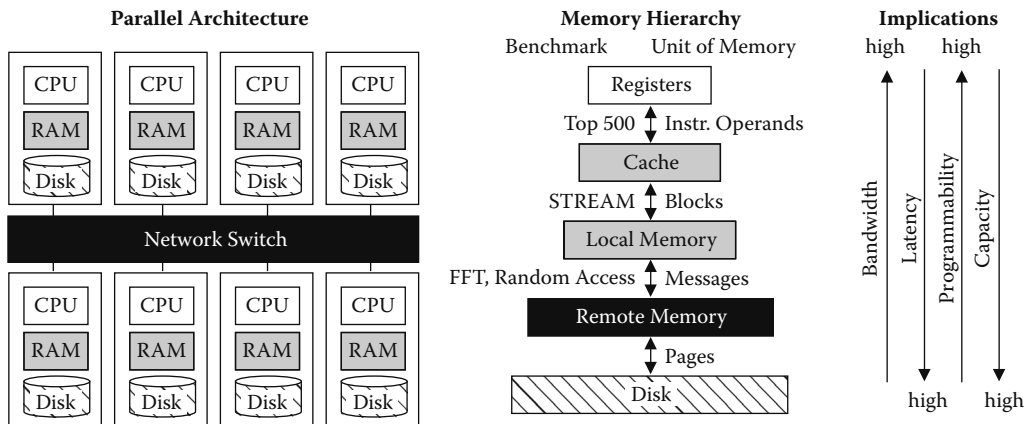 Parallel Architecture
CPU CPU CPU CPU
RAM RAM RAM RAM
Disk Disk Disk Disk
Network Switch
CPU CPU CPU CPU
RAM RAM RAM RAM
Disk Disk Disk Disk
Memory Hierarchy
Benchmark Unit of Memory
Registers
Top 500 Instr. Operands
Cache
STREAM Blocks
Local Memory
FFT, Random Access Messages
Remote Memory
Pages
Disk
Implications
high high
Bandwidth
Latency
Programmability
Capacity
high high